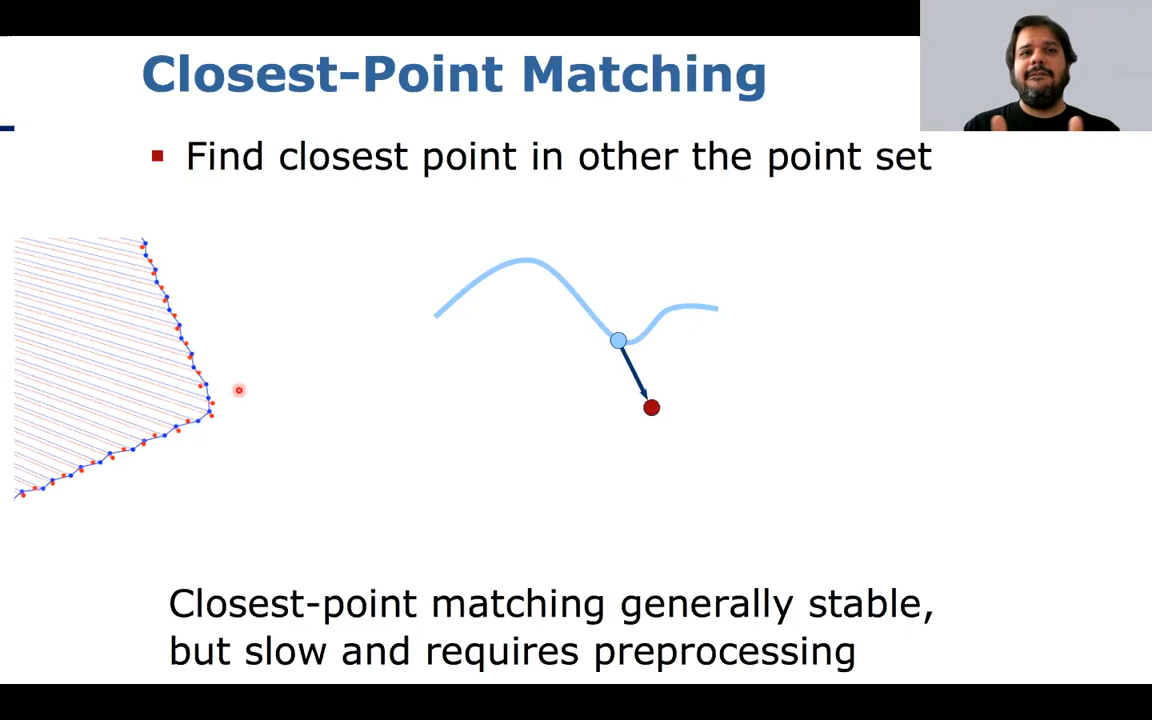 Closest-Point Matching
Find closest point in other the point set
Closest-point matching generally stable,
but slow and requires preprocessing